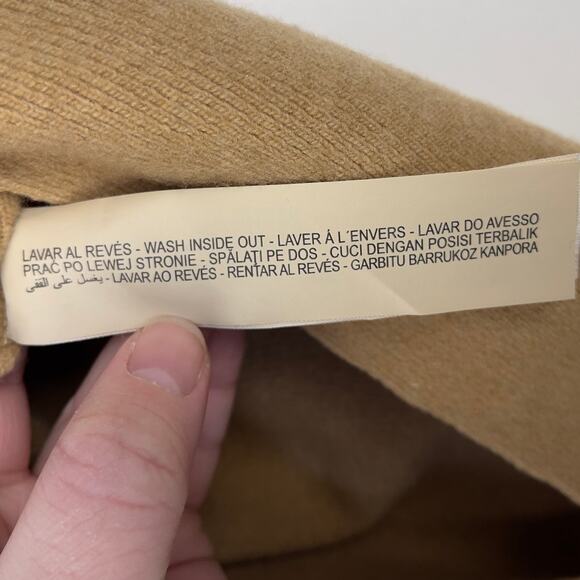 LAVAR AL REVÉS - WASH INSIDE OUT - LAVER Á L´ENVERS - LAVAR DO AVESSO
PRAĆ PO LEWEJ STRONIE - SPĂLAŢI PE DOS - CUCI DENGAN POSISI TERBALIK
يغسل على القفى - LAVAR AO REVÉS - RENTAR AL REVÉS - GARBITU BARRUKOZ KANPORA